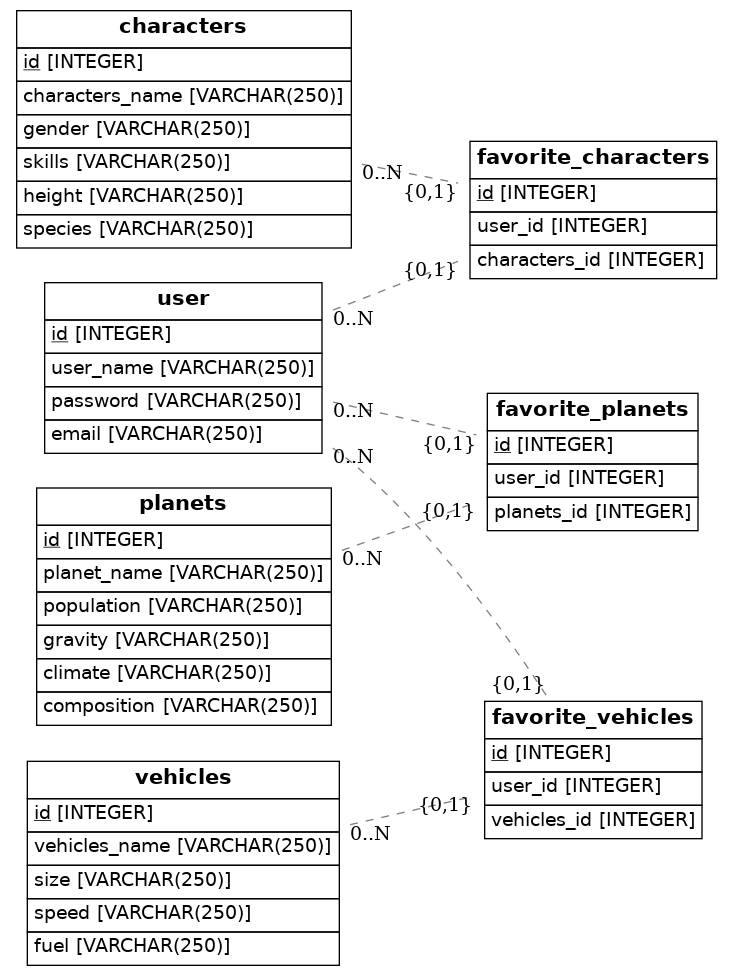 characters
id [INTEGER]
characters_name [VARCHAR(250)]
gender [VARCHAR(250)]
skills [VARCHAR(250)]
height [VARCHAR(250)]
species [VARCHAR(250)]
0..N
{0,1}
favorite_characters
id [INTEGER]
user_id [INTEGER]
characters_id [INTEGER]
{0,1}
0..N
user
id [INTEGER]
user_name [VARCHAR(250)]
password [VARCHAR(250)]
email [VARCHAR(250)]
0..N
{0,1}
0..N
favorite_planets
id [INTEGER]
user_id [INTEGER]
planets_id [INTEGER]
{0,1}
0..N
planets
id [INTEGER]
planet_name [VARCHAR(250)]
population [VARCHAR(250)]
gravity [VARCHAR(250)]
climate [VARCHAR(250)]
composition [VARCHAR(250)]
{0,1}
favorite_vehicles
id [INTEGER]
user_id [INTEGER]
vehicles_id [INTEGER]
{0,1}
0..N
vehicles
id [INTEGER]
vehicles_name [VARCHAR(250)]
size [VARCHAR(250)]
speed [VARCHAR(250)]
fuel [VARCHAR(250)]